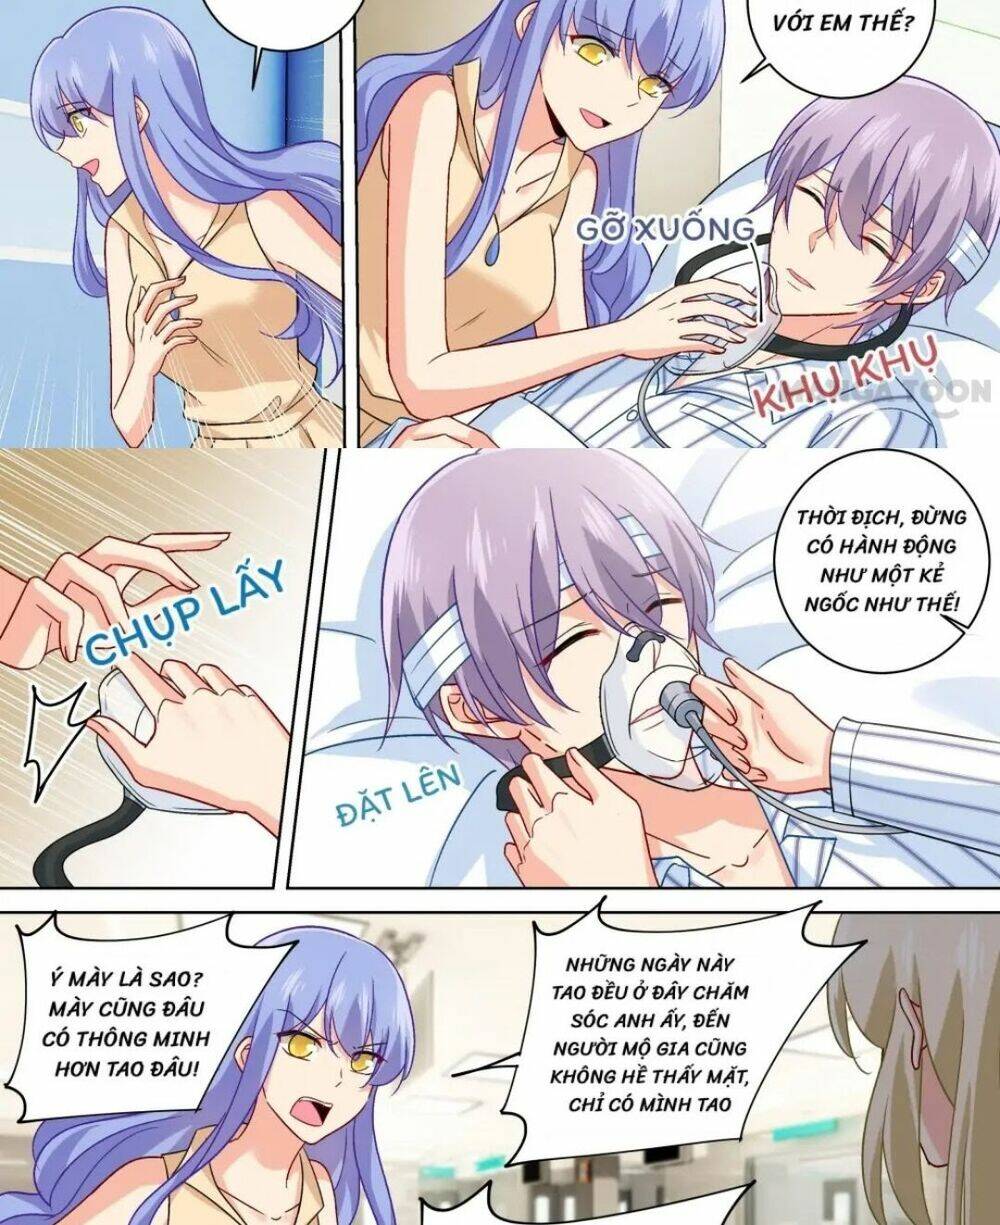 VỚI EM THẾ?
GỠ XUỐNG
KHỤ KHỤ
TOON
CHỤP LẤY
THỜI ĐỊCH, ĐỪNG
CÓ HÀNH ĐỘNG
NHƯ MỘT KẺ
NGỐC NHƯ THẾ!
ĐẶT LÊN
Ý MÀY LÀ SAO?
MÀY CŨNG ĐÂU
CÓ THÔNG MINH
HƠN TAO ĐÂU!
NHỮNG NGÀY NÀY
TAO ĐỀU Ở ĐÂY CHĂM
SÓC ANH ẤY, ĐẾN
NGƯỜI MỘ GIA CŨNG
KHÔNG HỀ THẤY MẶT,
CHỈ CÓ MÌNH TAO